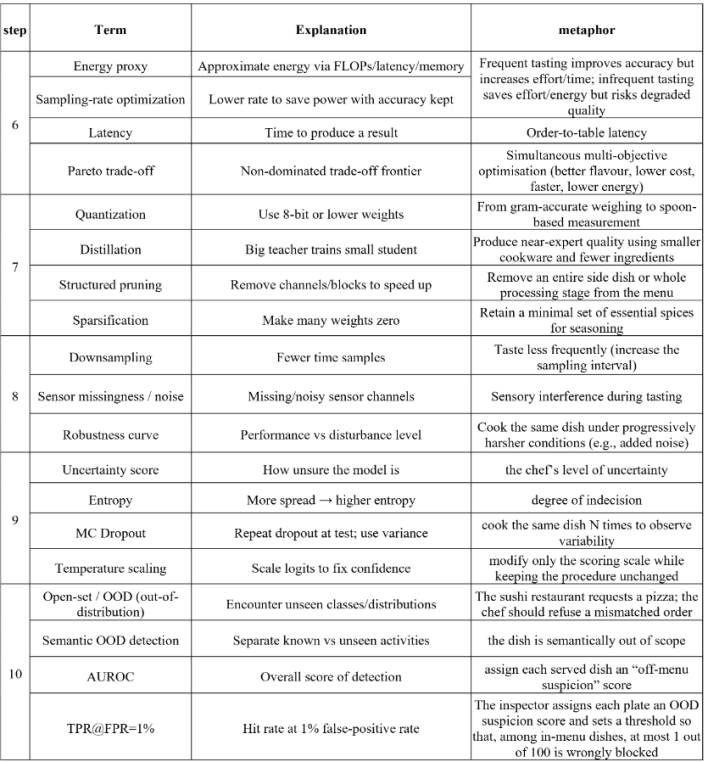 step Term Explanation metaphor
6
Energy proxy Approximate energy via FLOPs/latency/memory
Sampling-rate optimization Lower rate to save power with accuracy kept
Frequent tasting improves accuracy but
increases effort/time; infrequent tasting
saves effort/energy but risks degraded
quality
Latency Time to produce a result Order-to-table latency
Pareto trade-off Non-dominated trade-off frontier
Simultaneous multi-objective
optimisation (better flavour, lower cost,
faster, lower energy)
7
Quantization Use 8-bit or lower weights
From gram-accurate weighing to spoon-
based measurement
Distillation Big teacher trains small student
Produce near-expert quality using smaller
cookware and fewer ingredients
Structured pruning Remove channels/blocks to speed up
Remove an entire side dish or whole
processing stage from the menu
Sparsification Make many weights zero
Retain a minimal set of essential spices
for seasoning
8
Downsampling Fewer time samples
Taste less frequently (increase the
sampling interval)
Sensor missingness / noise Missing/noisy sensor channels Sensory interference during tasting
Robustness curve Performance vs disturbance level
Cook the same dish under progressively
harsher conditions (e.g., added noise)
9
Uncertainty score How unsure the model is the chef's level of uncertainty
Entropy More spread → higher entropy degree of indecision
MC Dropout Repeat dropout at test; use variance
cook the same dish N times to observe
variability
Temperature scaling Scale logits to fix confidence
modify only the scoring scale while
keeping the procedure unchanged
10
Open-set / OOD (out-of-
distribution)
Encounter unseen classes/distributions
The sushi restaurant requests a pizza; the
chef should refuse a mismatched order
Semantic OOD detection Separate known vs unseen activities the dish is semantically out of scope
AUROC Overall score of detection
assign each served dish an “off-menu
suspicion” score
TPR@FPR=1% Hit rate at 1% false-positive rate
The inspector assigns each plate an OOD
suspicion score and sets a threshold so
that, among in-menu dishes, at most 1 out
of 100 is wrongly blocked